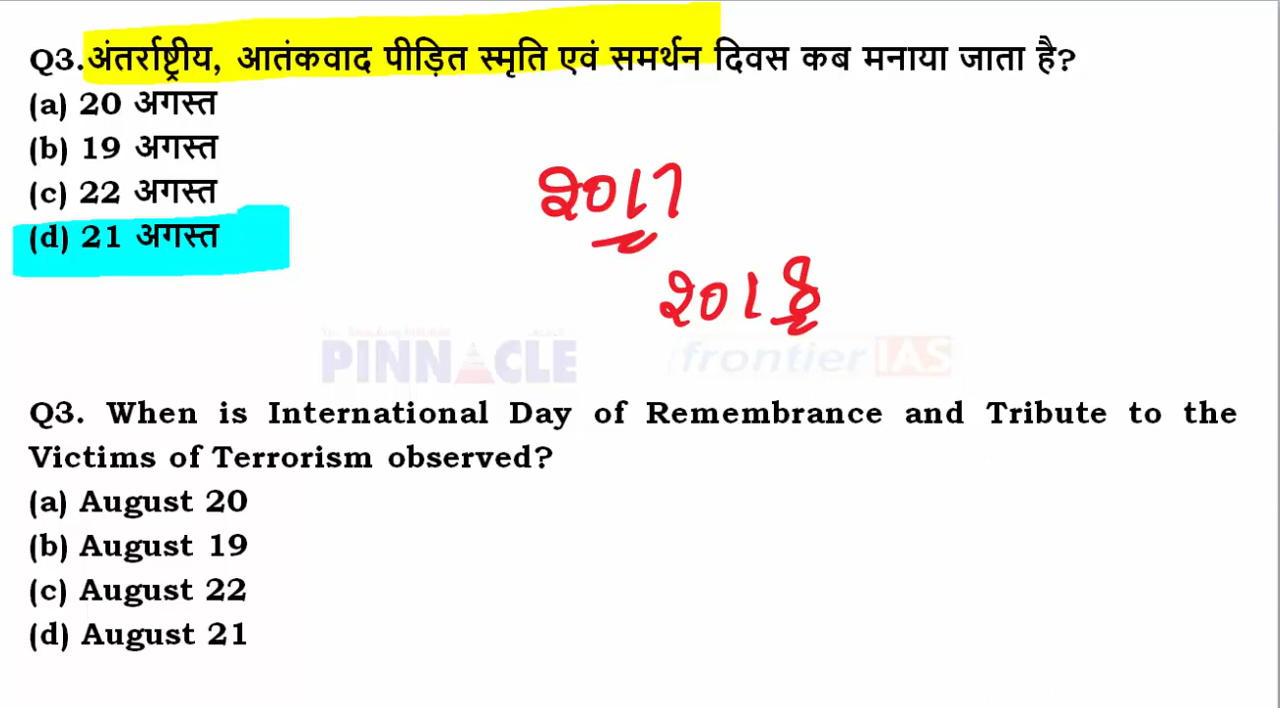 Q3.अंतर्राष्ट्रीय, आतंकवाद पीड़ित स्मृति एवं समर्थन दिवस कब मनाया जाता है?
(a) 20 अगस्त
(b) 19 अगस्त
(c) 22 अगस्त
(d) 21 अगस्त
२०१७
२०१8
PINNACLE frontier IAS
Q3. When is International Day of Remembrance and Tribute to the
Victims of Terrorism observed?
(a) August 20
(b) August 19
(c) August 22
(d) August 21